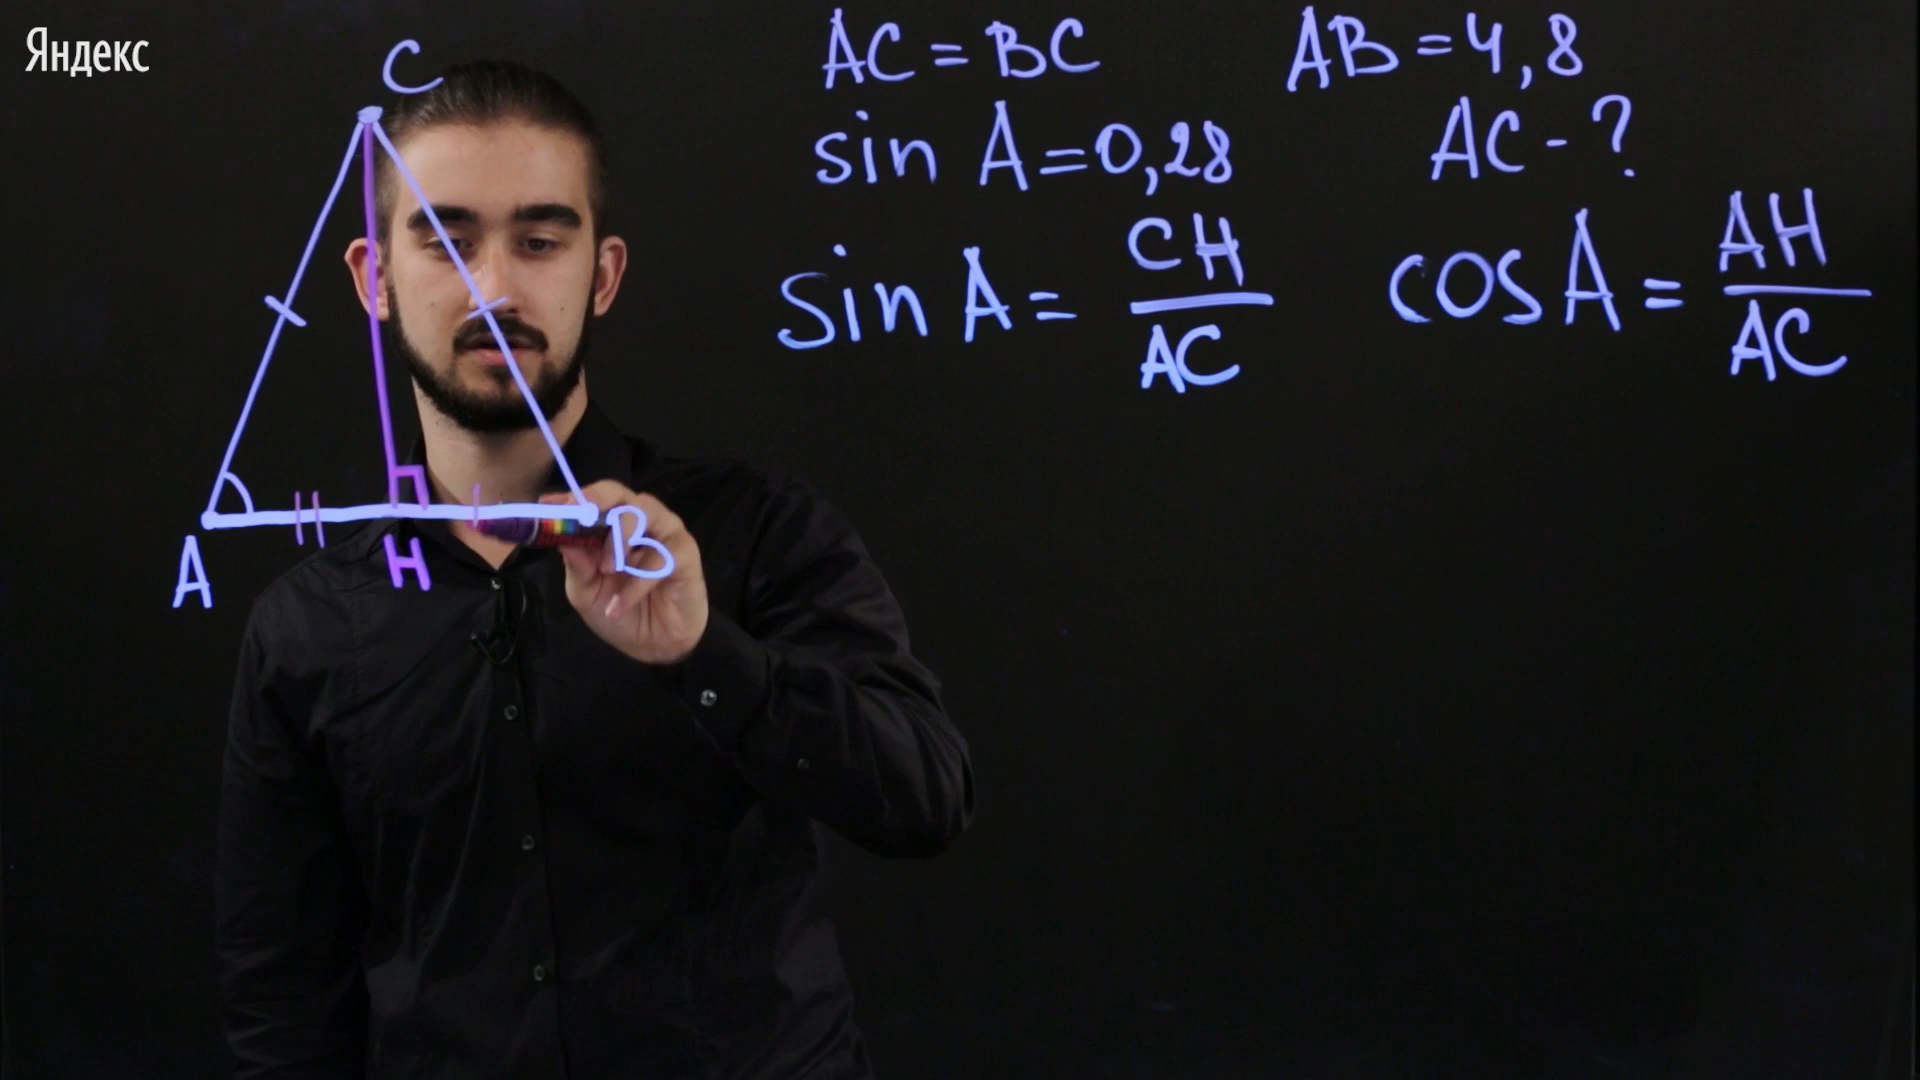 Яндекс
C
A
H
B
AC = BC
AB = 4,8
sin A = 0,28
AC - ?
sin A = CH / AC
cos A = AH / AC